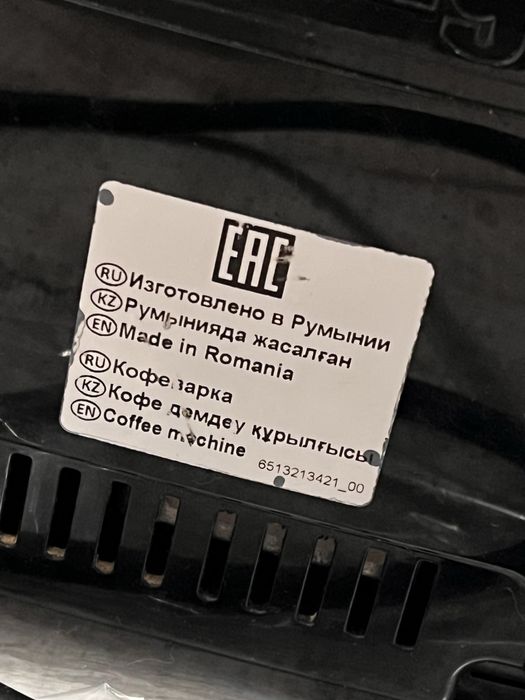 EAC
RU Изготовлено в Румынии
KZ Румынияда жасалған
EN Made in Romania
RU Кофеварка
KZ Кофе демдеу құрылғысы
EN Coffee machine
6513213421_00